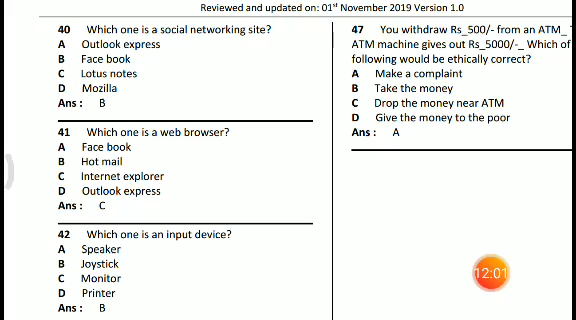 Reviewed and updated on: 01st November 2019 Version 1.0
40 Which one is a social networking site?
A Outlook express
B Face book
C Lotus notes
D Mozilla
Ans : B
41 Which one is a web browser?
A Face book
B Hot mail
C Internet explorer
D Outlook express
Ans : C
42 Which one is an input device?
A Speaker
B Joystick
C Monitor
D Printer
Ans : B
47 You withdraw Rs_500/- from an ATM_
ATM machine gives out Rs_5000/-_ Which of
following would be ethically correct?
A Make a complaint
B Take the money
C Drop the money near ATM
D Give the money to the poor
Ans : A
12:01